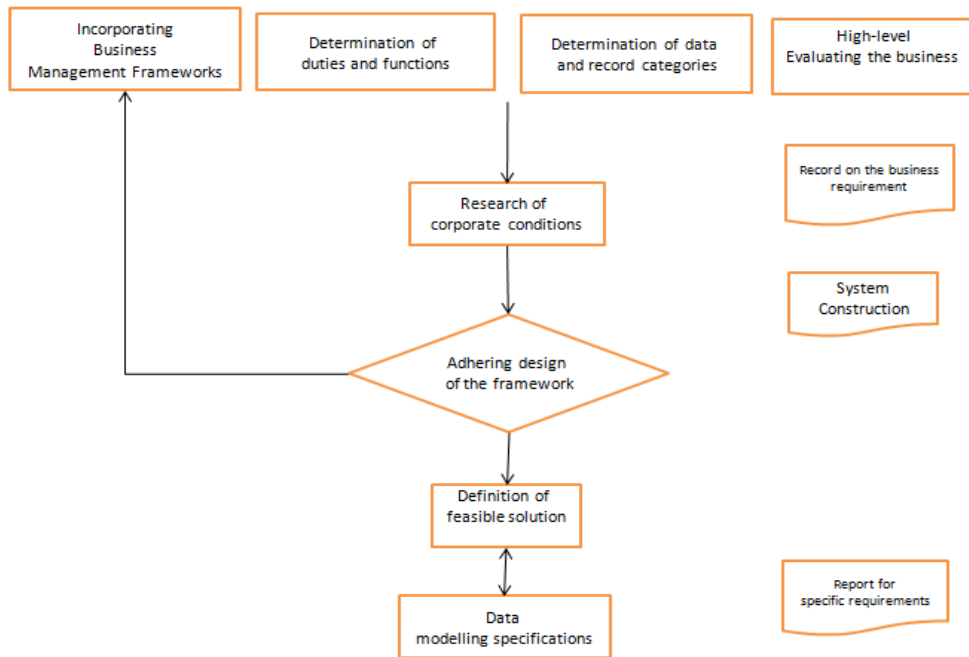 Incorporating
Business
Management Frameworks
Determination of
duties and functions
Determination of data
and record categories
High-level
Evaluating the business
Record on the business
requirement
Research of
corporate conditions
System
Construction
Adhering design
of the framework
Definition of
feasible solution
Report for
specific requirements
Data
modelling specifications